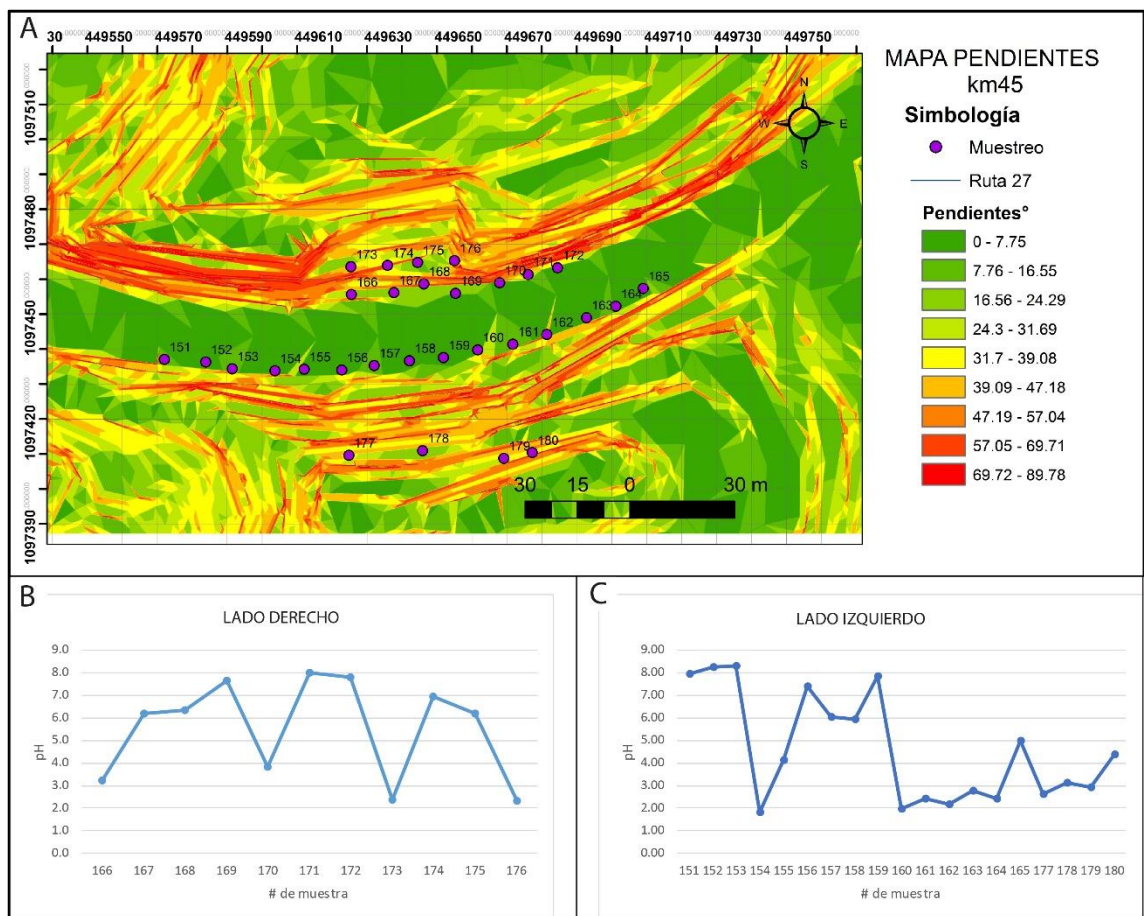 A
30 449550 449570 449590 449610 449630 449650 449670 449690 449710 449730 449750
1097510
1097480
1097450
1097420
1097390
173 174 175 176
166 167 168 169 170 171 172
151 152 153 154 155 156 157 158 159 160 161 162 163 164 165
177 178 179 180
30 15 0 30 m
MAPA PENDIENTES
km45
N
W E
S
Simbología
Muestreo
Ruta 27
Pendientes°
0 - 7.75
7.76 - 16.55
16.56 - 24.29
24.3 - 31.69
31.7 - 39.08
39.09 - 47.18
47.19 - 57.04
57.05 - 69.71
69.72 - 89.78
B
LADO DERECHO
9.0
8.0
7.0
6.0
5.0
4.0
3.0
2.0
1.0
0.0
pH
166 167 168 169 170 171 172 173 174 175 176
# de muestra
C
LADO IZQUIERDO
9.00
8.00
7.00
6.00
5.00
4.00
3.00
2.00
1.00
0.00
pH
151 152 153 154 155 156 157 158 159 160 161 162 163 164 165 177 178 179 180
# de muestra